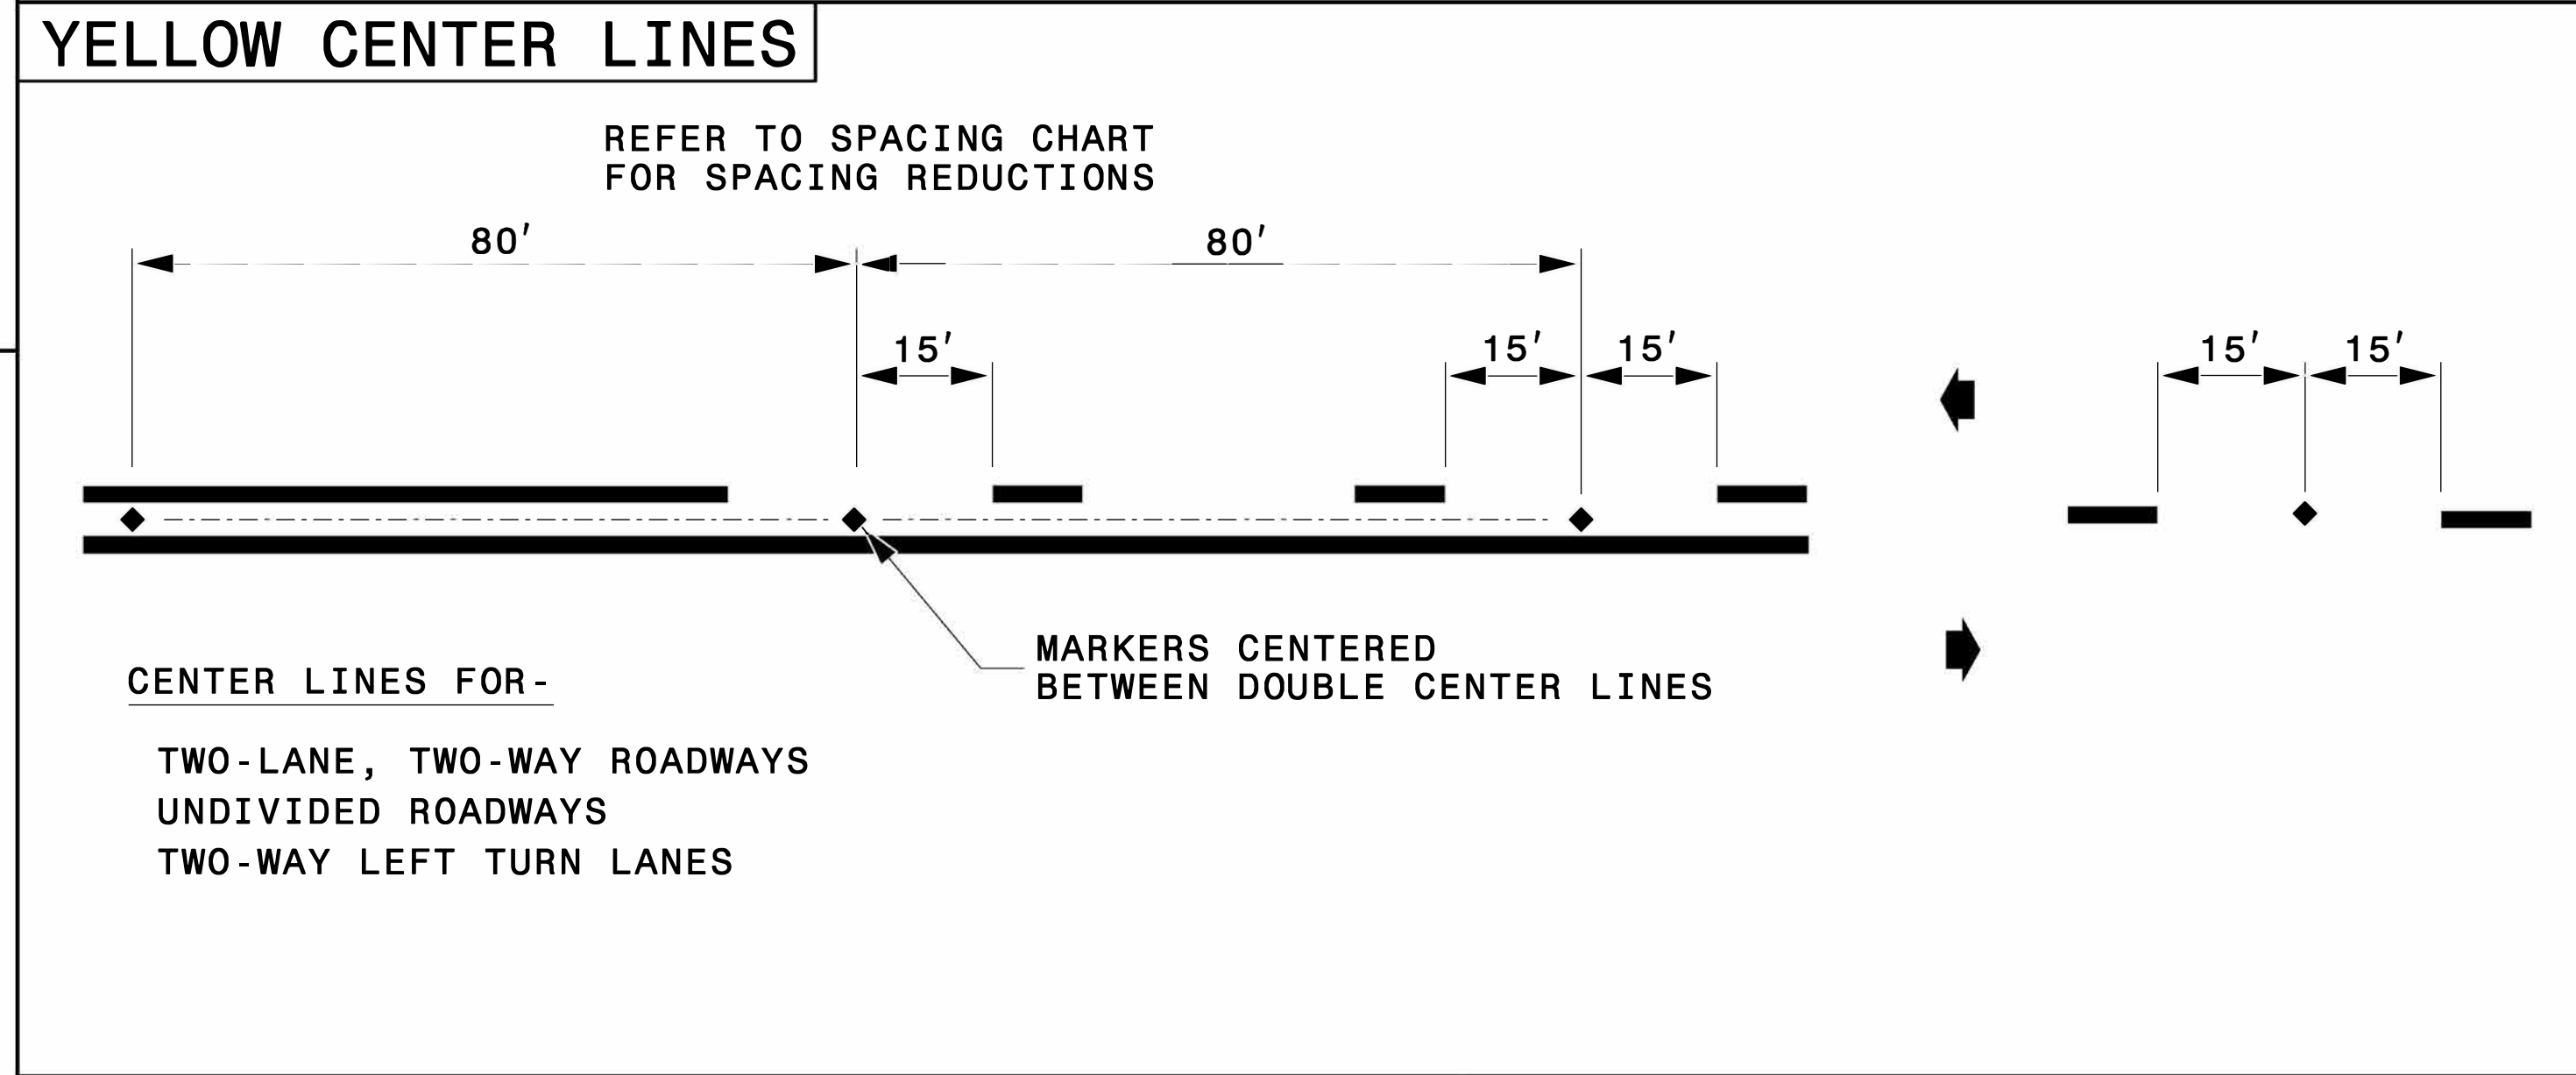 YELLOW CENTER LINES
REFER TO SPACING CHART
FOR SPACING REDUCTIONS
80'
80'
15'
15'
15'
15'
15'
MARKERS CENTERED
BETWEEN DOUBLE CENTER LINES
CENTER LINES FOR-
TWO-LANE, TWO-WAY ROADWAYS
UNDIVIDED ROADWAYS
TWO-WAY LEFT TURN LANES